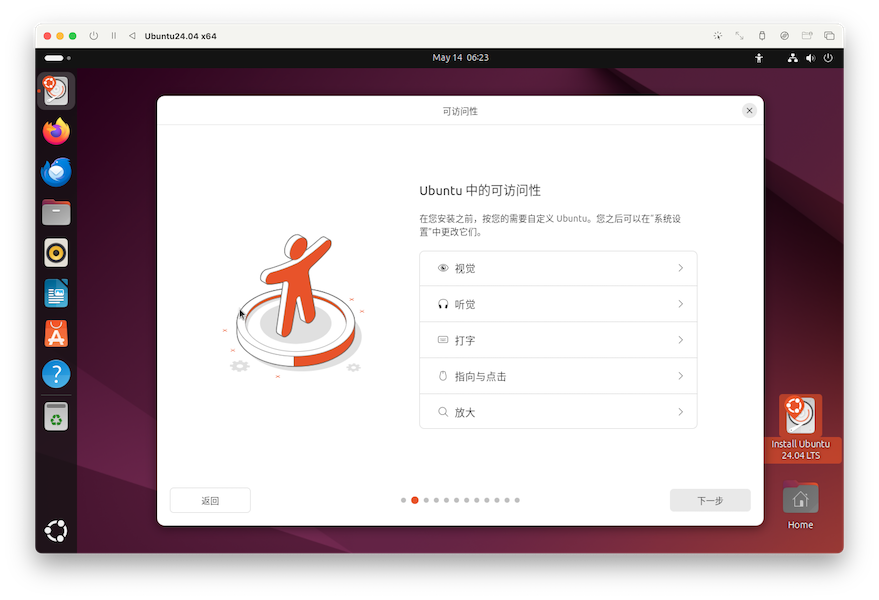 Ubuntu24.04 x64
May 14 06:23
可访问性
Ubuntu 中的可访问性
在您安装之前，按您的需要自定义 Ubuntu。您之后可以在"系统设
置"中更改它们。
视觉
听觉
打字
指向与点击
放大
返回
下一步
Install Ubuntu
24.04 LTS
Home